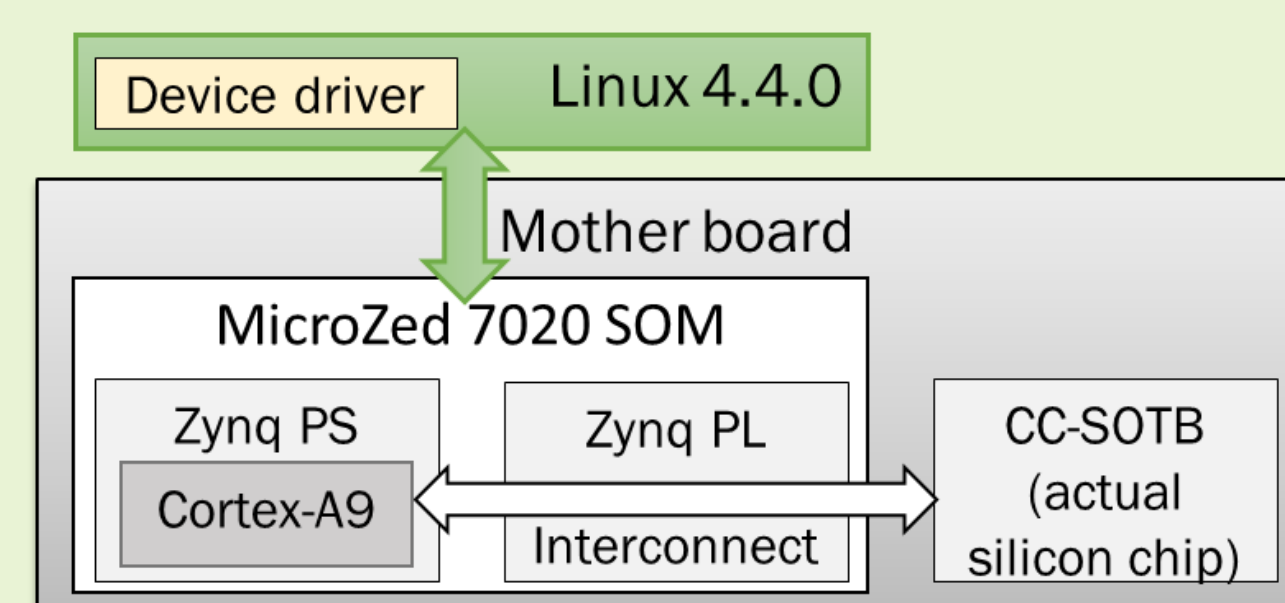 Device driver
Linux 4.4.0
Mother board
MicroZed 7020 SOM
Zynq PS
Cortex-A9
Zynq PL
Interconnect
CC-SOTB
(actual
silicon chip)